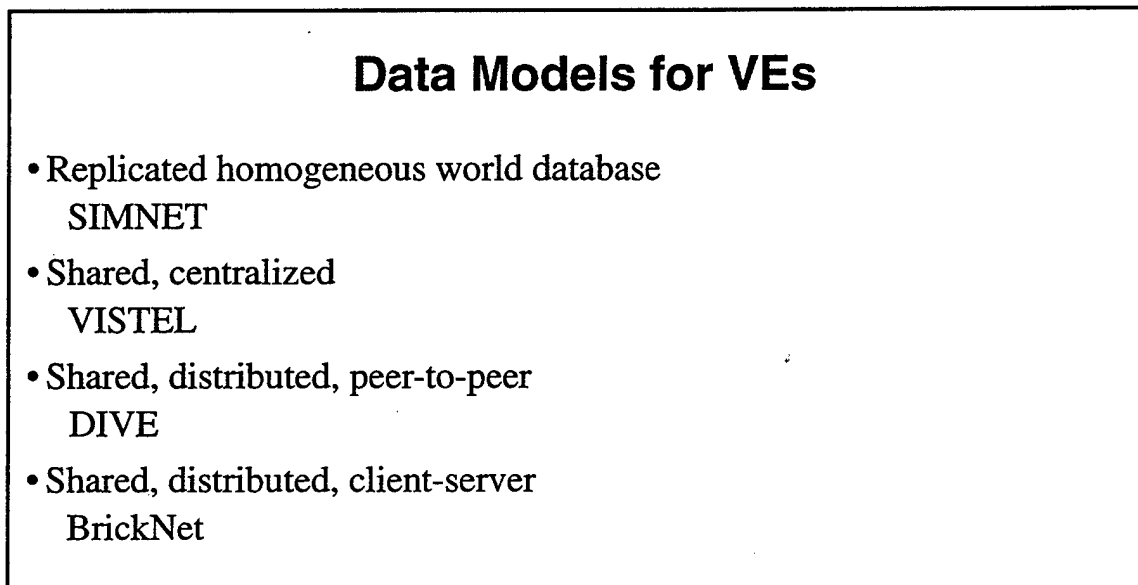 Data Models for VEs
• Replicated homogeneous world database
SIMNET
• Shared, centralized
VISTEL
• Shared, distributed, peer-to-peer
DIVE
• Shared, distributed, client-server
BrickNet